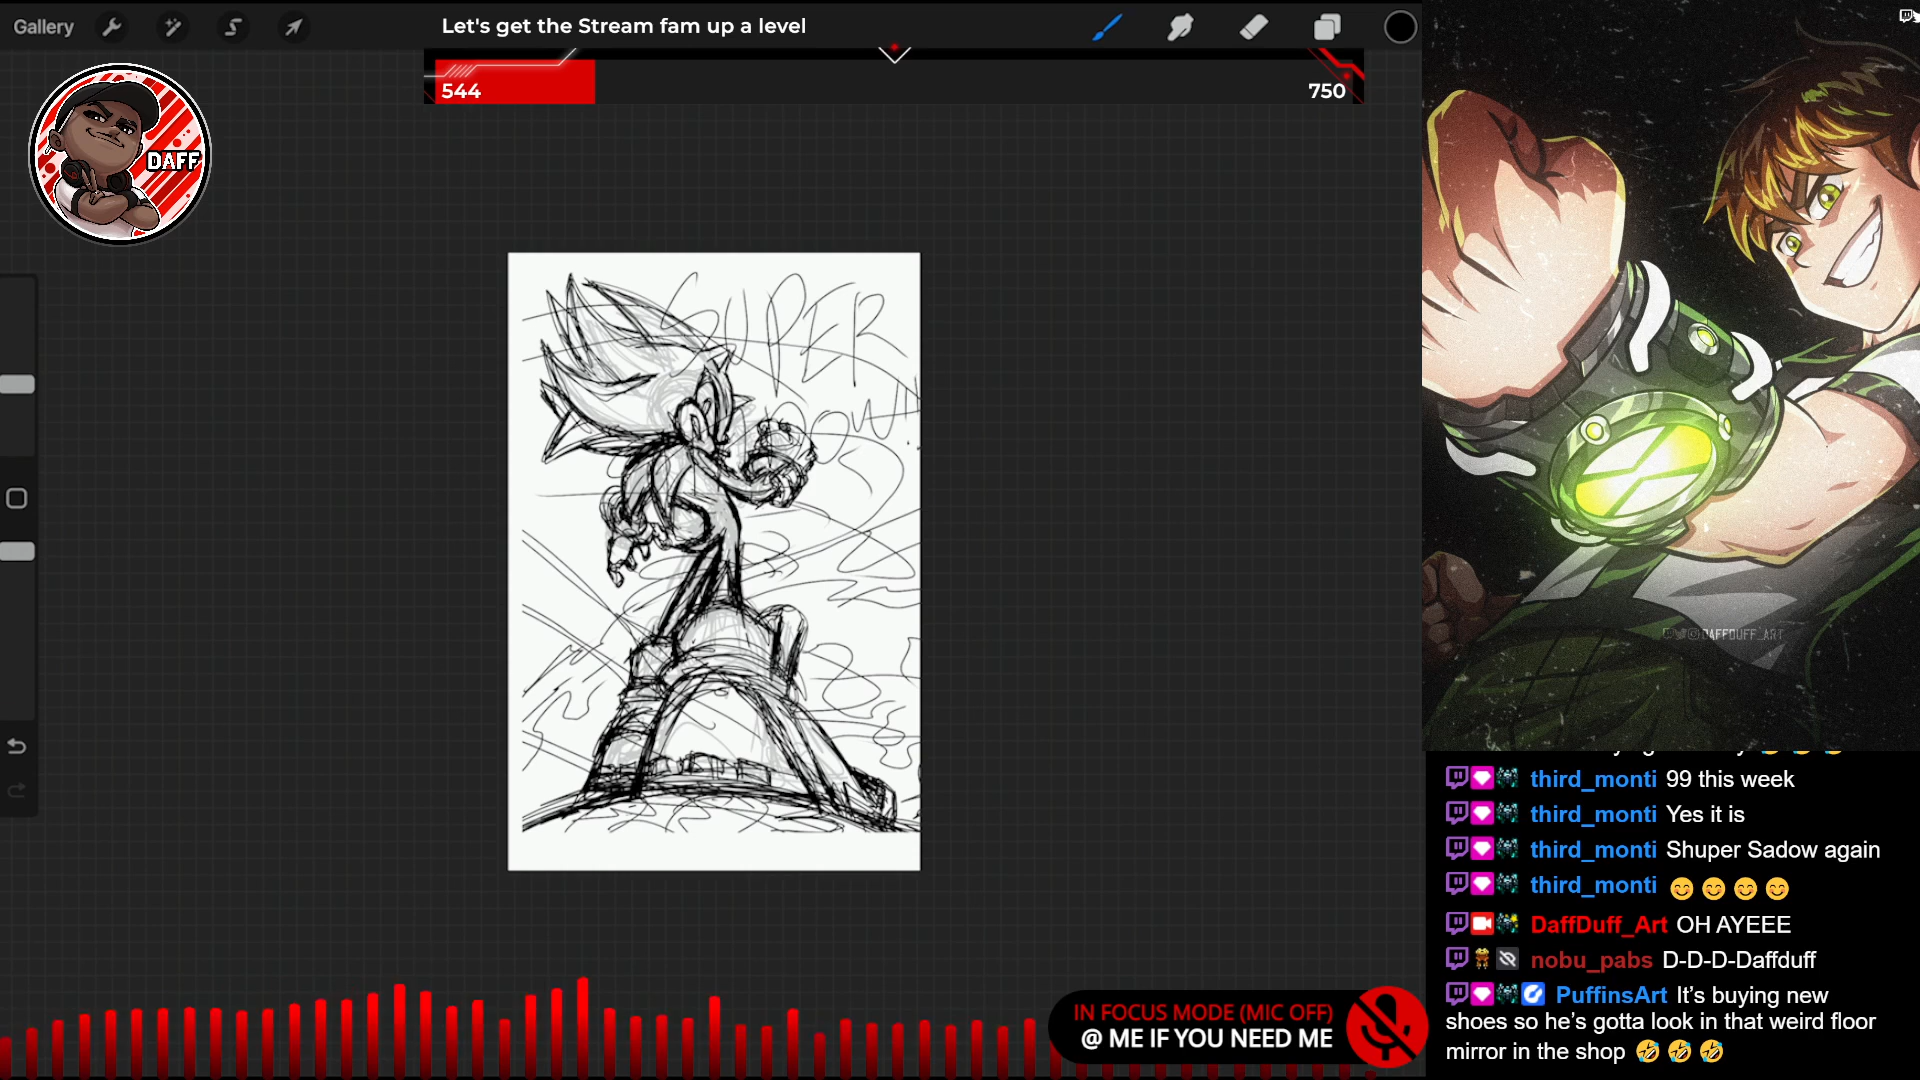 Gallery
Let's get the Stream fam up a level
544
750
DAFF
SUPER
@DAFFDUFF_ART
third_monti 99 this week
third_monti Yes it is
third_monti Shuper Sadow again
third_monti 😊 😊 😊 😊
DaffDuff_Art OH AYEEE
nobu_pabs D-D-D-Daffduff
PuffinsArt It’s buying new
shoes so he’s gotta look in that weird floor
mirror in the shop 🤣 🤣 🤣
IN FOCUS MODE (MIC OFF)
@ ME IF YOU NEED ME